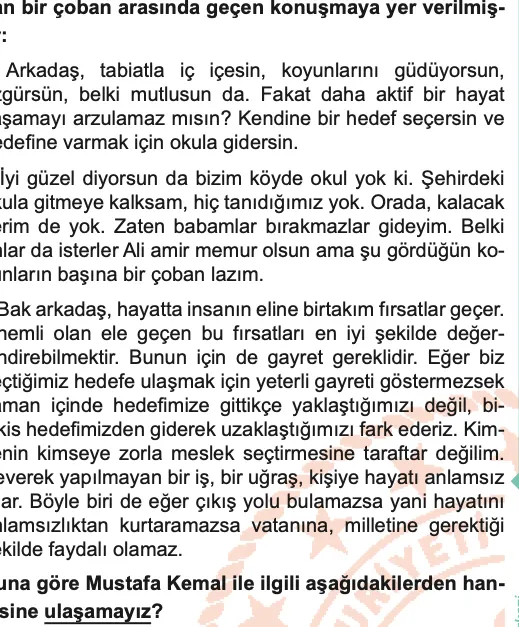 an bir çoban arasında geçen konuşmaya yer verilmiş-
r:
Arkadaş, tabiatla iç içesin, koyunlarını güdüyorsun,
zgürsün, belki mutlusun da. Fakat daha aktif bir hayat
aşamayı arzulamaz mısın? Kendine bir hedef seçersin ve
edefine varmak için okula gidersin.
İyi güzel diyorsun da bizim köyde okul yok ki. Şehirdeki
kula gitmeye kalksam, hiç tanıdığımız yok. Orada, kalacak
erim de yok. Zaten babamlar bırakmazlar gideyim. Belki
nlar da isterler Ali amir memur olsun ama şu gördüğün ko-
unların başına bir çoban lazım.
Bak arkadaş, hayatta insanın eline birtakım fırsatlar geçer.
nemli olan ele geçen bu fırsatları en iyi şekilde değer-
ndirebilmektir. Bunun için de gayret gereklidir. Eğer biz
eçtiğimiz hedefe ulaşmak için yeterli gayreti göstermezsek
aman içinde hedefimize gittikçe yaklaştığımızı değil, bi-
kis hedefimizden giderek uzaklaştığımızı fark ederiz. Kim-
enin kimseye zorla meslek seçtirmesine taraftar değilim.
everek yapılmayan bir iş, bir uğraş, kişiye hayatı anlamsız
lar. Böyle biri de eğer çıkış yolu bulamazsa yani hayatını
nlamsızlıktan kurtaramazsa vatanına, milletine gerektiği
ekilde faydalı olamaz.
una göre Mustafa Kemal ile ilgili aşağıdakilerden han-
sine ulaşamayız?